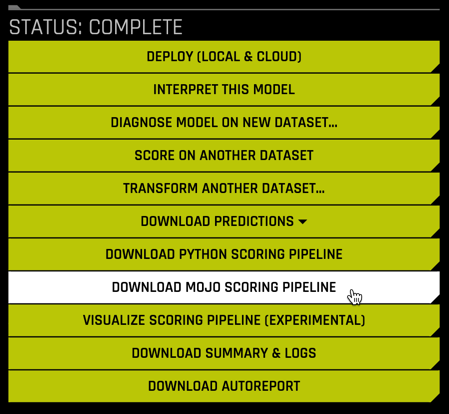 STATUS: COMPLETE
DEPLOY (LOCAL & CLOUD)
INTERPRET THIS MODEL
DIAGNOSE MODEL ON NEW DATASET...
SCORE ON ANOTHER DATASET
TRANSFORM ANOTHER DATASET...
DOWNLOAD PREDICTIONS
DOWNLOAD PYTHON SCORING PIPELINE
DOWNLOAD MOJO SCORING PIPELINE
VISUALIZE SCORING PIPELINE (EXPERIMENTAL)
DOWNLOAD SUMMARY & LOGS
DOWNLOAD AUTOREPORT